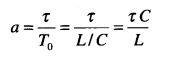 a = τ/T₀ = τ/(L/C) = τC/L